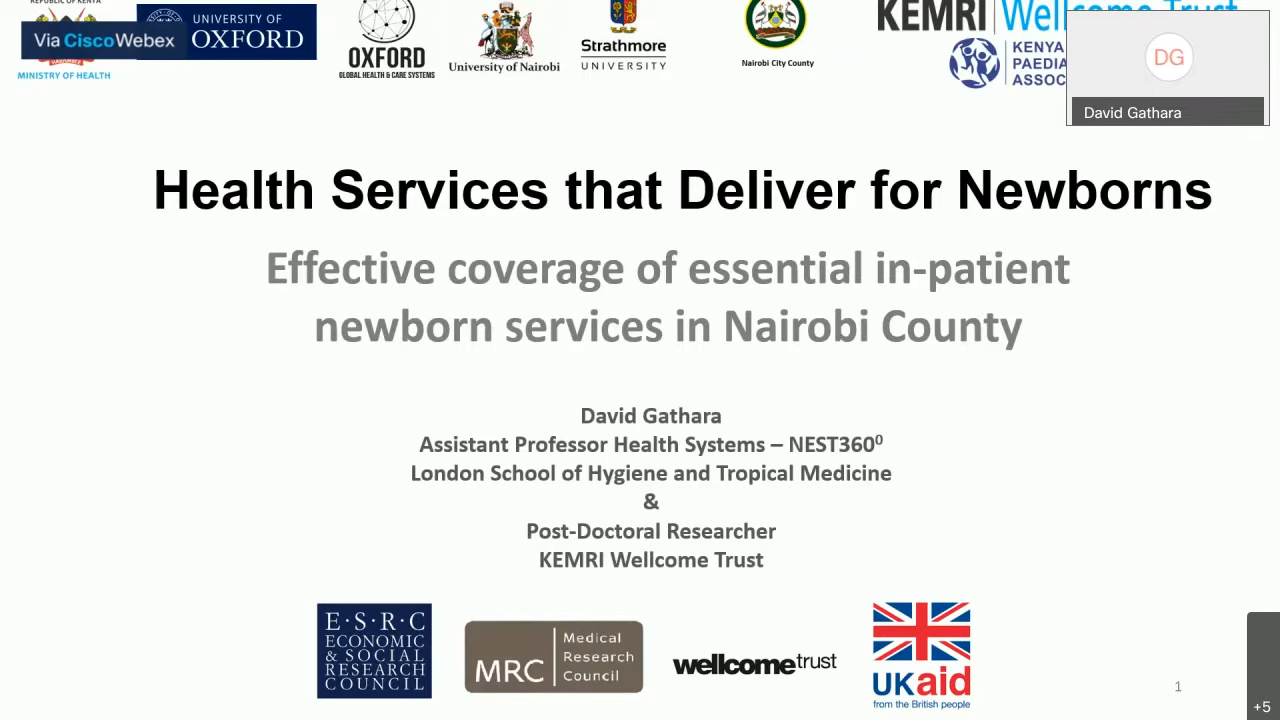 REPUBLIC OF KENYA
MINISTRY OF HEALTH
Via CiscoWebex
UNIVERSITY OF
OXFORD
OXFORD
GLOBAL HEALTH & CARE SYSTEMS
University of Nairobi
Strathmore
UNIVERSITY
Nairobi City County
KEMRI Wellcome Trust
KENYA
PAEDIA
ASSOC
DG
David Gathara
Health Services that Deliver for Newborns
Effective coverage of essential in-patient
newborn services in Nairobi County
David Gathara
Assistant Professor Health Systems – NEST360⁰
London School of Hygiene and Tropical Medicine
&
Post-Doctoral Researcher
KEMRI Wellcome Trust
E·S·R·C
ECONOMIC
& SOCIAL
RESEARCH
COUNCIL
MRC
Medical
Research
Council
wellcometrust
UKaid
from the British people
1
+5